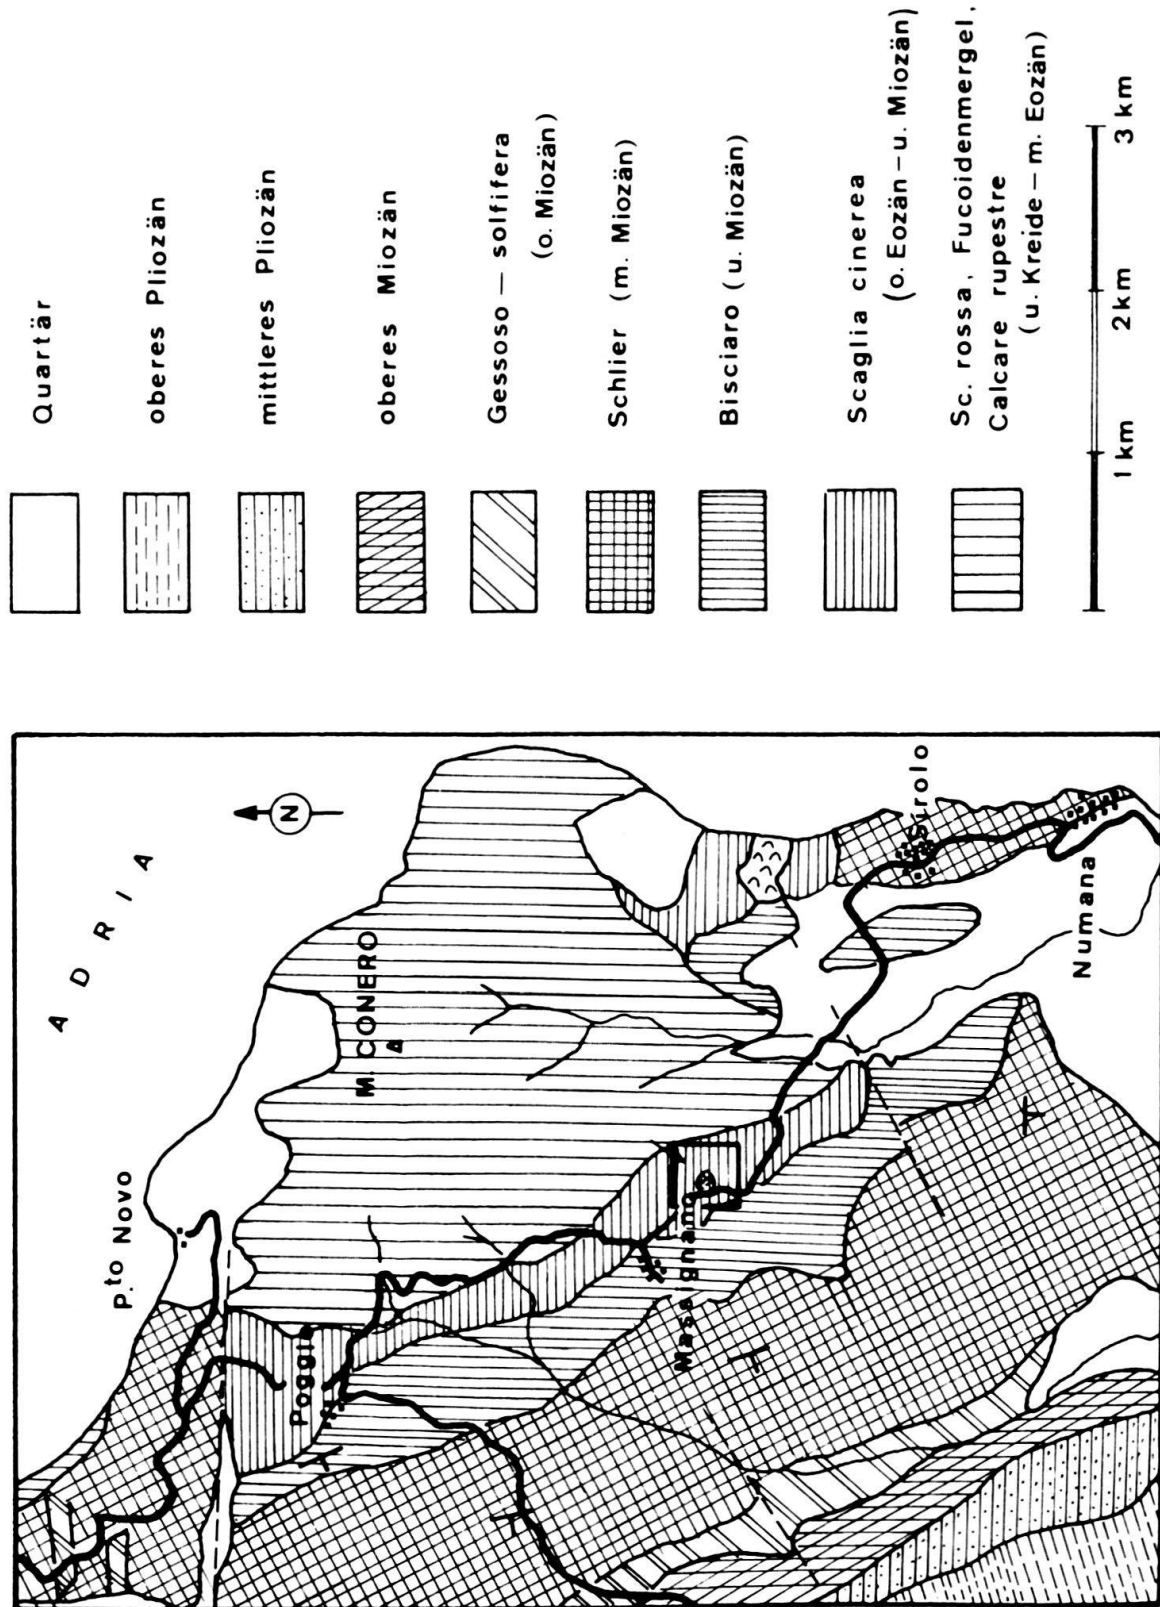 ADRIA
N
P.to Novo
M. CONERO
Poggio
Massignano
Sirolo
Numana
Quartär
oberes Pliozän
mittleres Pliozän
oberes Miozän
Gessoso – solfifera
(o. Miozän)
Schlier (m. Miozän)
Bisciaro (u. Miozän)
Scaglia cinerea
(o. Eozän – u. Miozän)
Sc. rossa, Fucoidenmergel,
Calcare rupestre
(u. Kreide – m. Eozän)
1 km
2 km
3 km